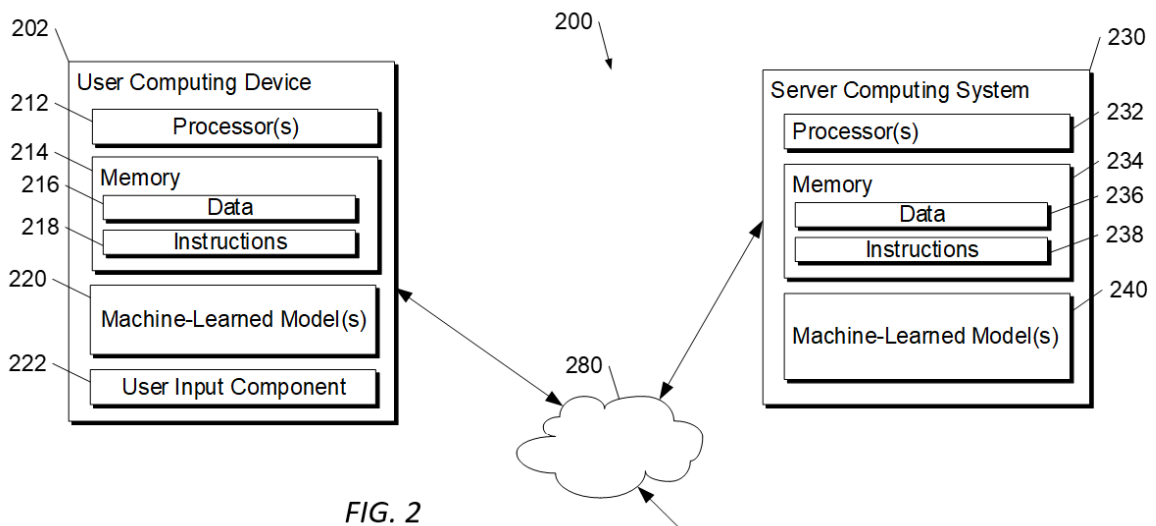 202
200
230
User Computing Device
Server Computing System
212
Processor(s)
232
Processor(s)
214
Memory
234
Memory
216
Data
236
Data
218
Instructions
238
Instructions
220
Machine-Learned Model(s)
240
Machine-Learned Model(s)
222
User Input Component
280
FIG. 2